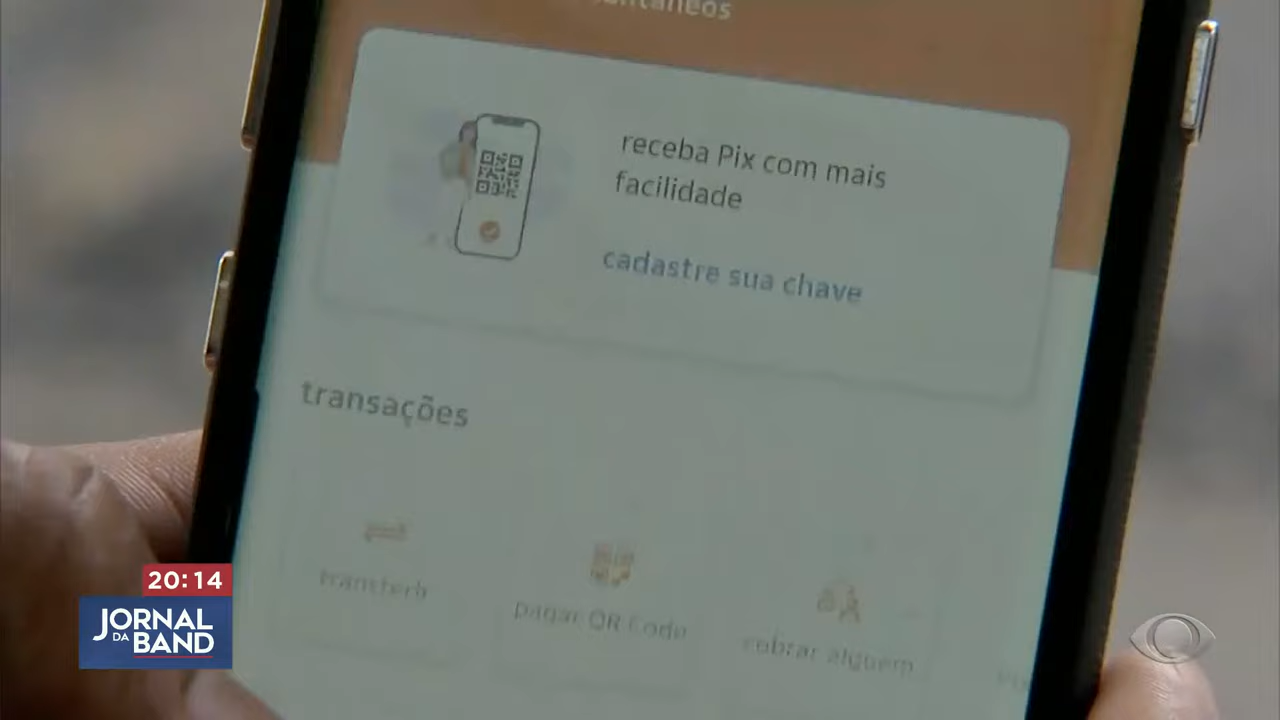 receba Pix com mais
facilidade
cadastre sua chave
transações
transferir
pagar QR Code
cobrar alguém
20:14
JORNAL
DA BAND